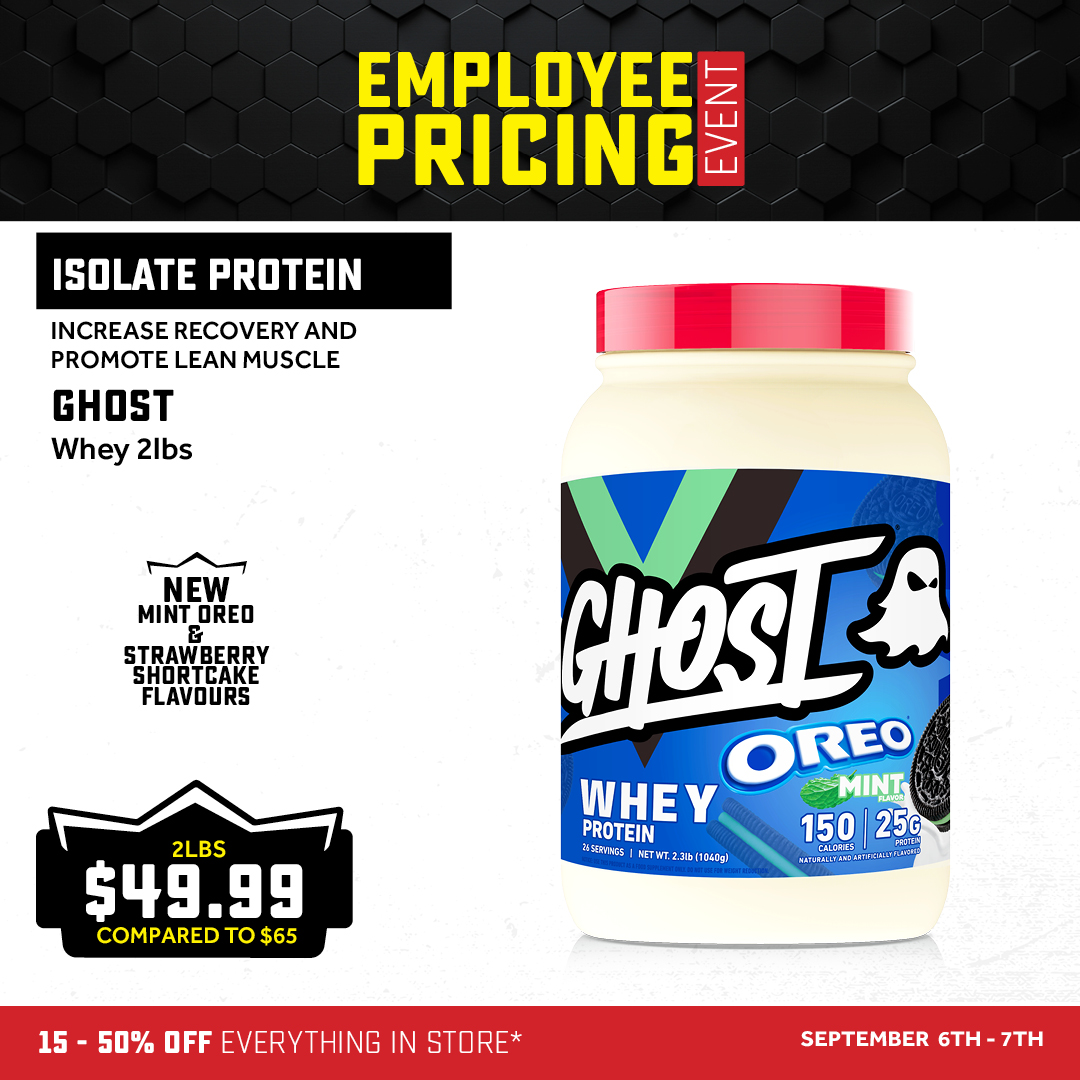 EMPLOYEE
PRICING
EVENT
ISOLATE PROTEIN
INCREASE RECOVERY AND
PROMOTE LEAN MUSCLE
GHOST
Whey 2lbs
NEW
MINT OREO
&
STRAWBERRY
SHORTCAKE
FLAVOURS
2LBS
$49.99
COMPARED TO $65
GHOST
OREO
MINT
FLAVOR
WHEY
PROTEIN
26 SERVINGS | NET WT. 2.3lb (1040g)
150 CALORIES | 25G PROTEIN
NATURALLY AND ARTIFICIALLY FLAVORED
15 - 50% OFF EVERYTHING IN STORE*
SEPTEMBER 6TH - 7TH